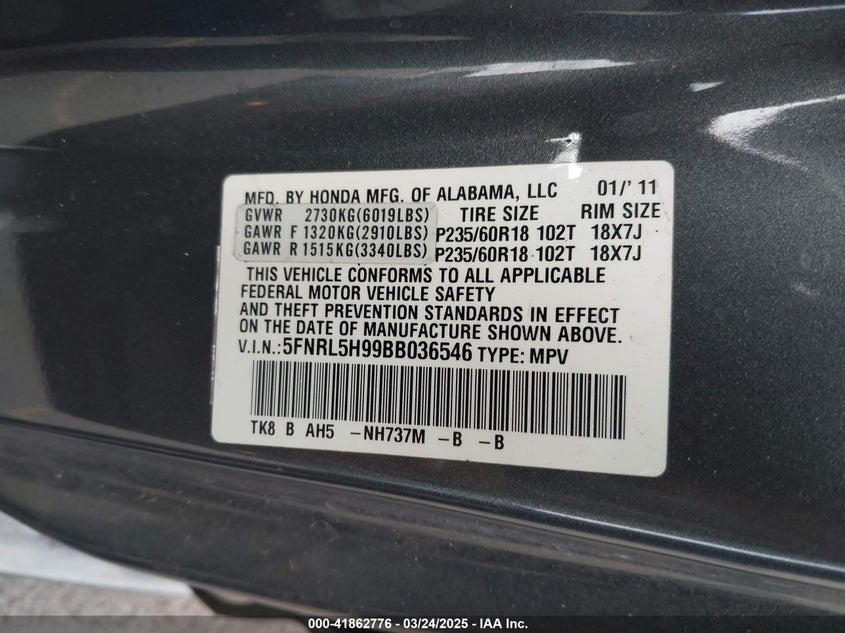 MFD. BY HONDA MFG. OF ALABAMA, LLC 01/' 11
GVWR 2730KG(6019LBS) TIRE SIZE RIM SIZE
GAWR F 1320KG(2910LBS) P235/60R18 102T 18X7J
GAWR R 1515KG(3340LBS) P235/60R18 102T 18X7J
THIS VEHICLE CONFORMS TO ALL APPLICABLE
FEDERAL MOTOR VEHICLE SAFETY
AND THEFT PREVENTION STANDARDS IN EFFECT
ON THE DATE OF MANUFACTURE SHOWN ABOVE.
V.I.N.:5FNRL5H99BB036546 TYPE: MPV
TK8 B AH5 -NH737M -B -B
000-41862776 — 03/24/2025 — IAA Inc.